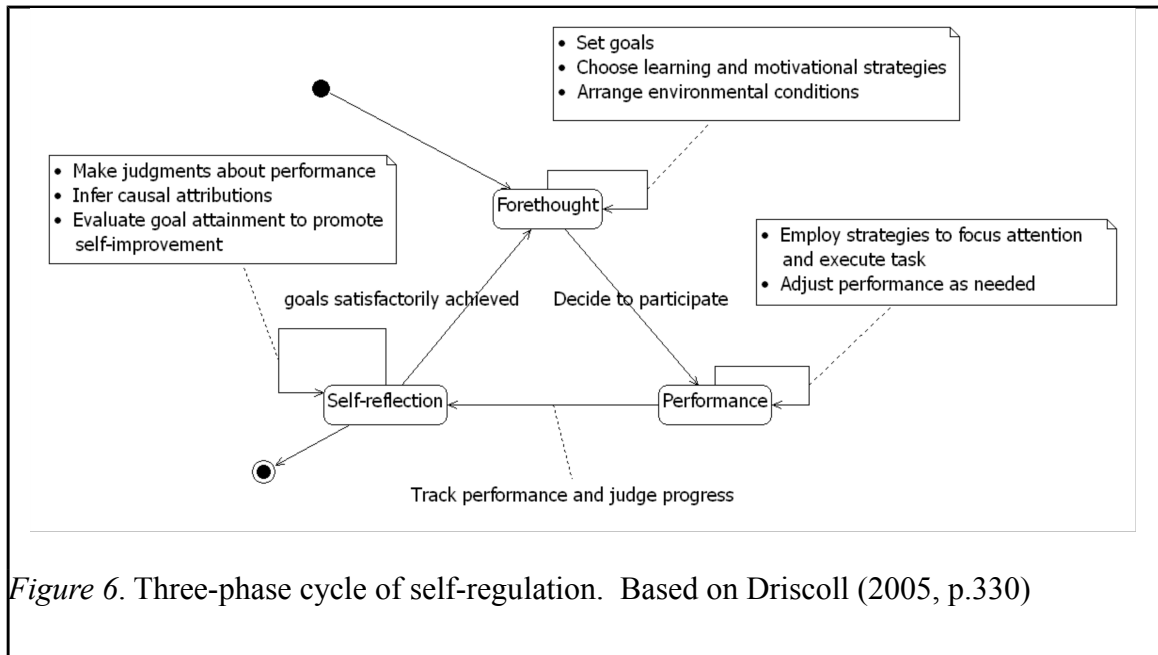 • Set goals
• Choose learning and motivational strategies
• Arrange environmental conditions
• Make judgments about performance
• Infer causal attributions
• Evaluate goal attainment to promote
self-improvement
Forethought
• Employ strategies to focus attention
and execute task
• Adjust performance as needed
goals satisfactorily achieved
Decide to participate
Self-reflection
Performance
Track performance and judge progress
Figure 6. Three-phase cycle of self-regulation.  Based on Driscoll (2005, p.330)